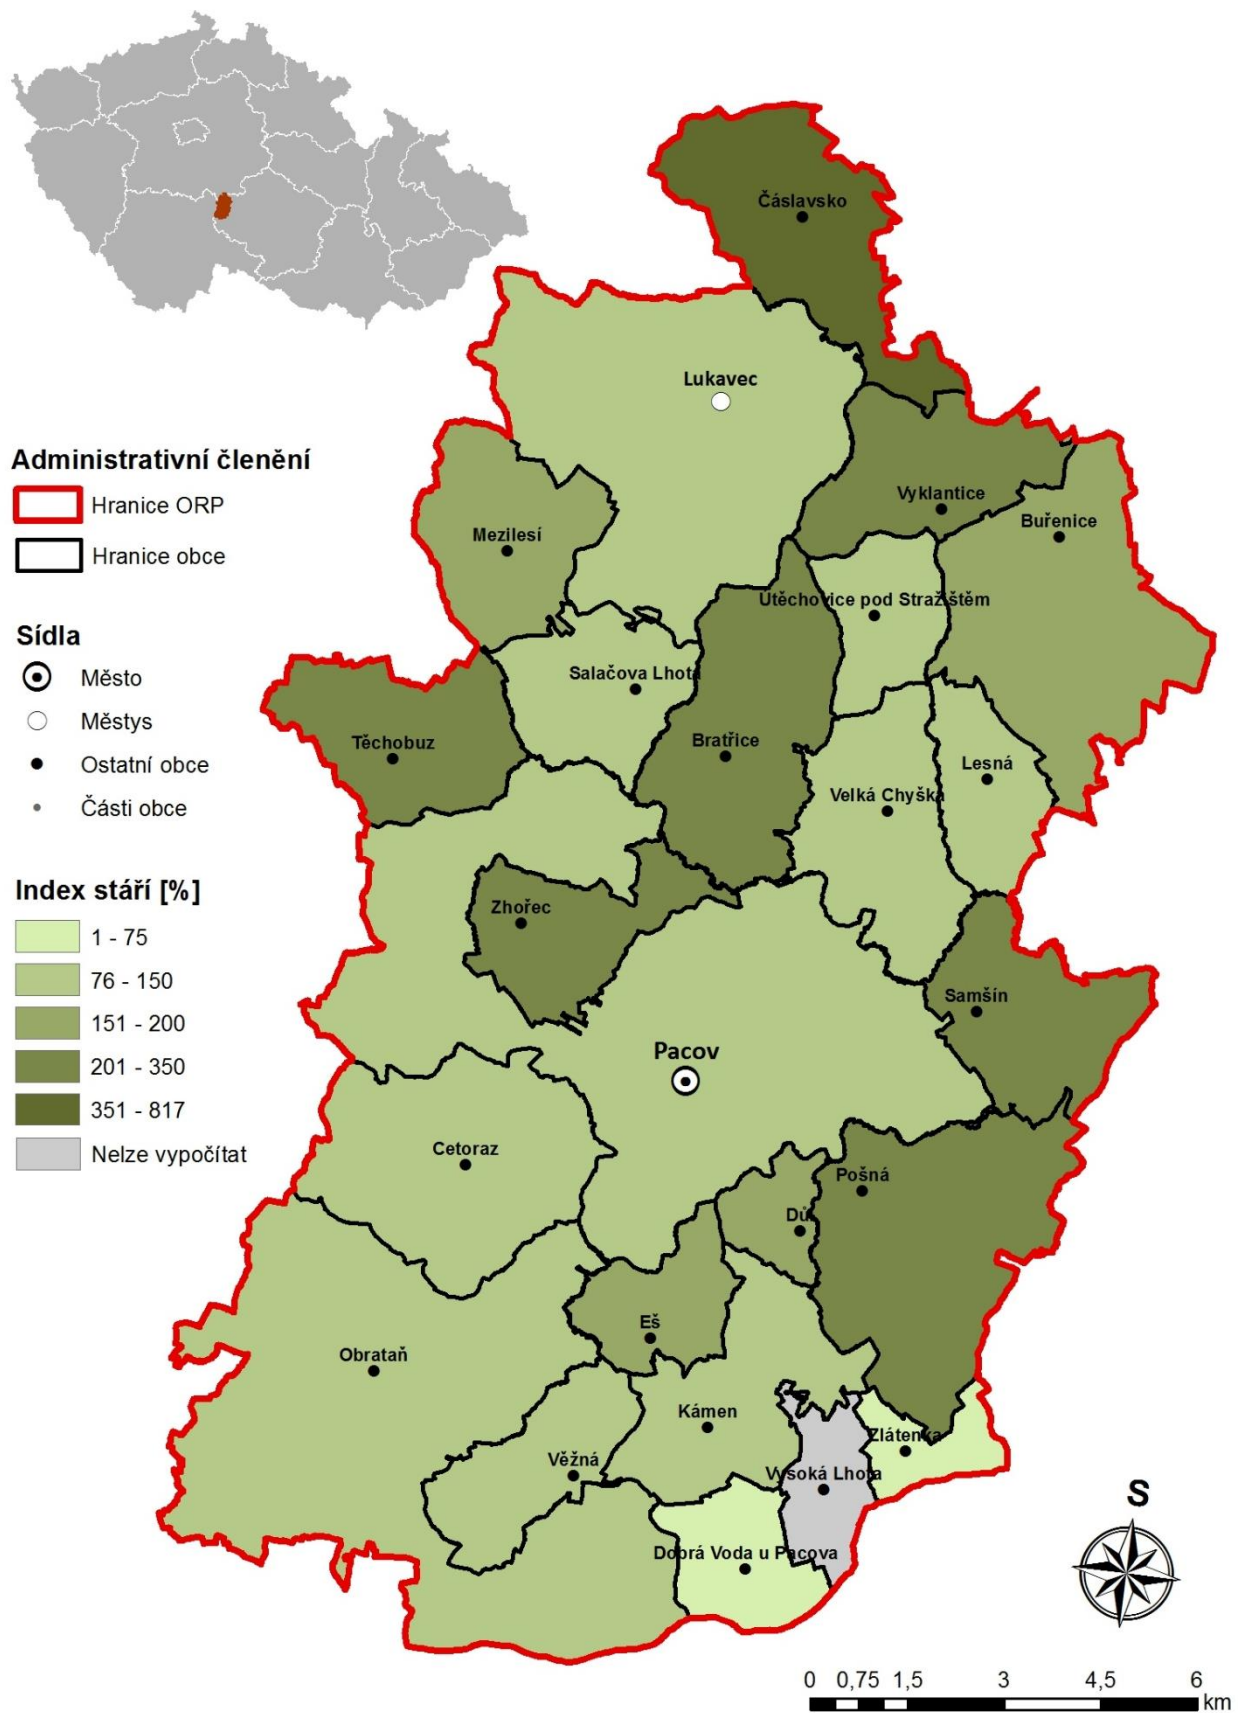 Čáslavsko
Lukavec
Administrativní členění
Hranice ORP
Hranice obce
Vyklantice
Buřenice
Mezilesí
Útěchovice pod Stražištěm
Sídla
Město
Městys
Ostatní obce
Části obce
Salačova Lhota
Těchobuz
Bratřice
Lesná
Velká Chyška
Index stáří [%]
1 - 75
76 - 150
151 - 200
201 - 350
351 - 817
Nelze vypočítat
Zhořec
Samšín
Pacov
Cetoraz
Pošná
Eš
Obrataň
Kámen
Zlátenka
Věžná
Vysoká Lhota
Dobrá Voda u Pacova
S
0 0,75 1,5 3 4,5 6
km